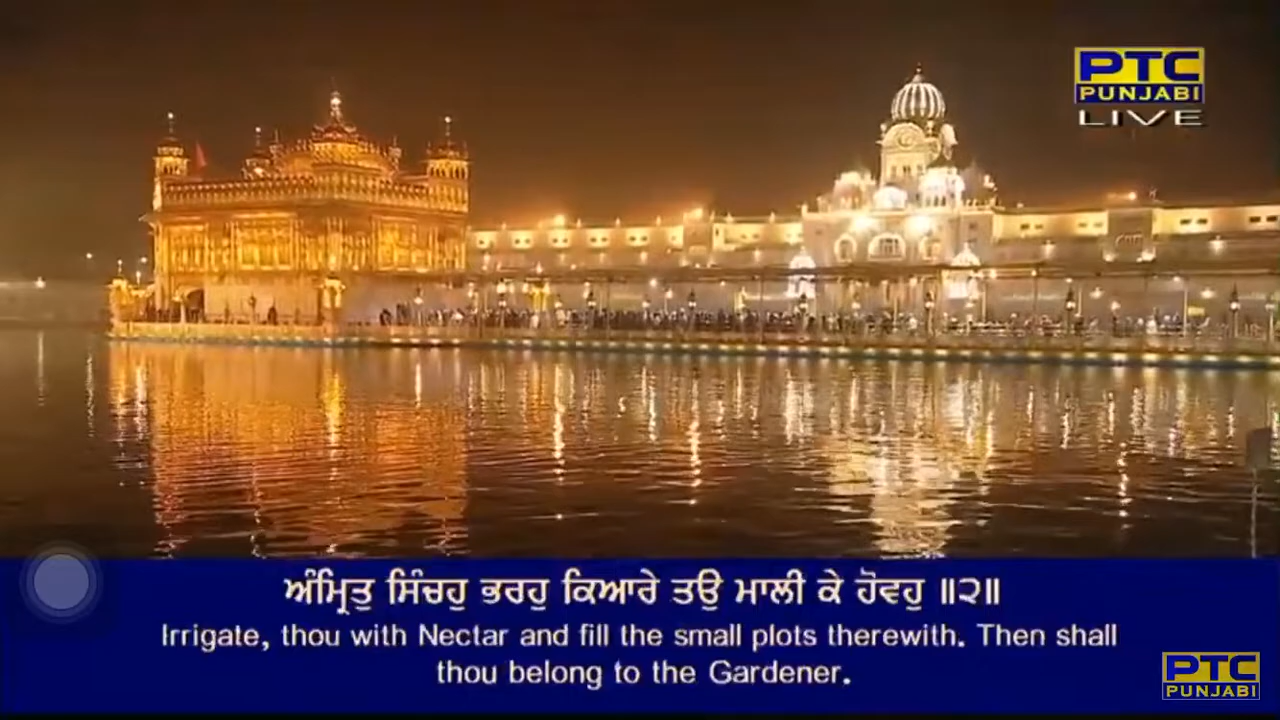 PTC
PUNJABI
LIVE
ਅੰਮ੍ਰਿਤੁ ਸਿੰਚਹੁ ਭਰਹੁ ਕਿਆਰੇ ਤਉ ਮਾਲੀ ਕੇ ਹੋਵਹੁ ॥੨॥
Irrigate, thou with Nectar and fill the small plots therewith. Then shall
thou belong to the Gardener.
PTC
PUNJABI